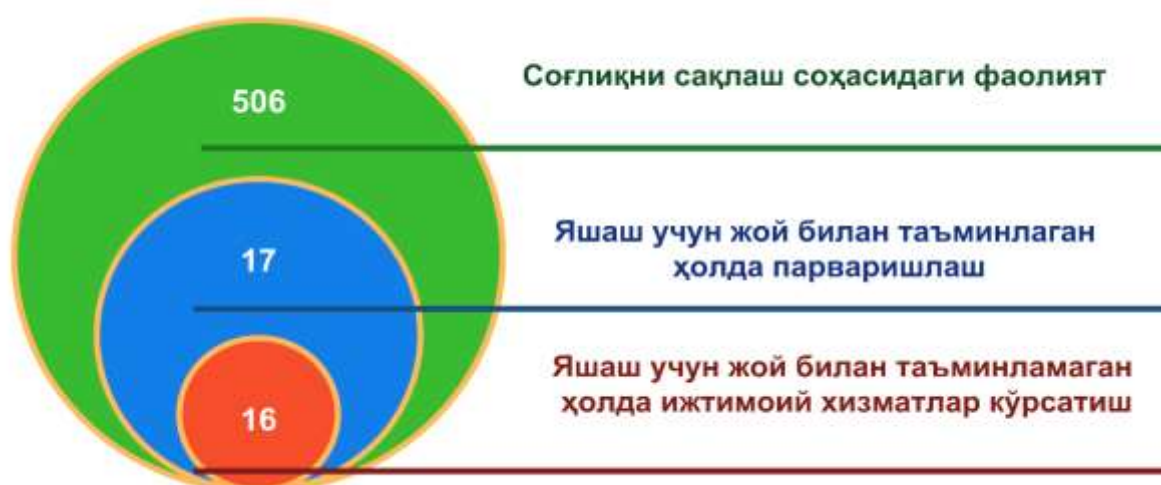 506
Соғлиқни сақлаш соҳасидаги фаолият
17
Яшаш учун жой билан таъминлаган
ҳолда парваришлаш
16
Яшаш учун жой билан таъминламаган
ҳолда ижтимоий хизматлар кўрсатиш